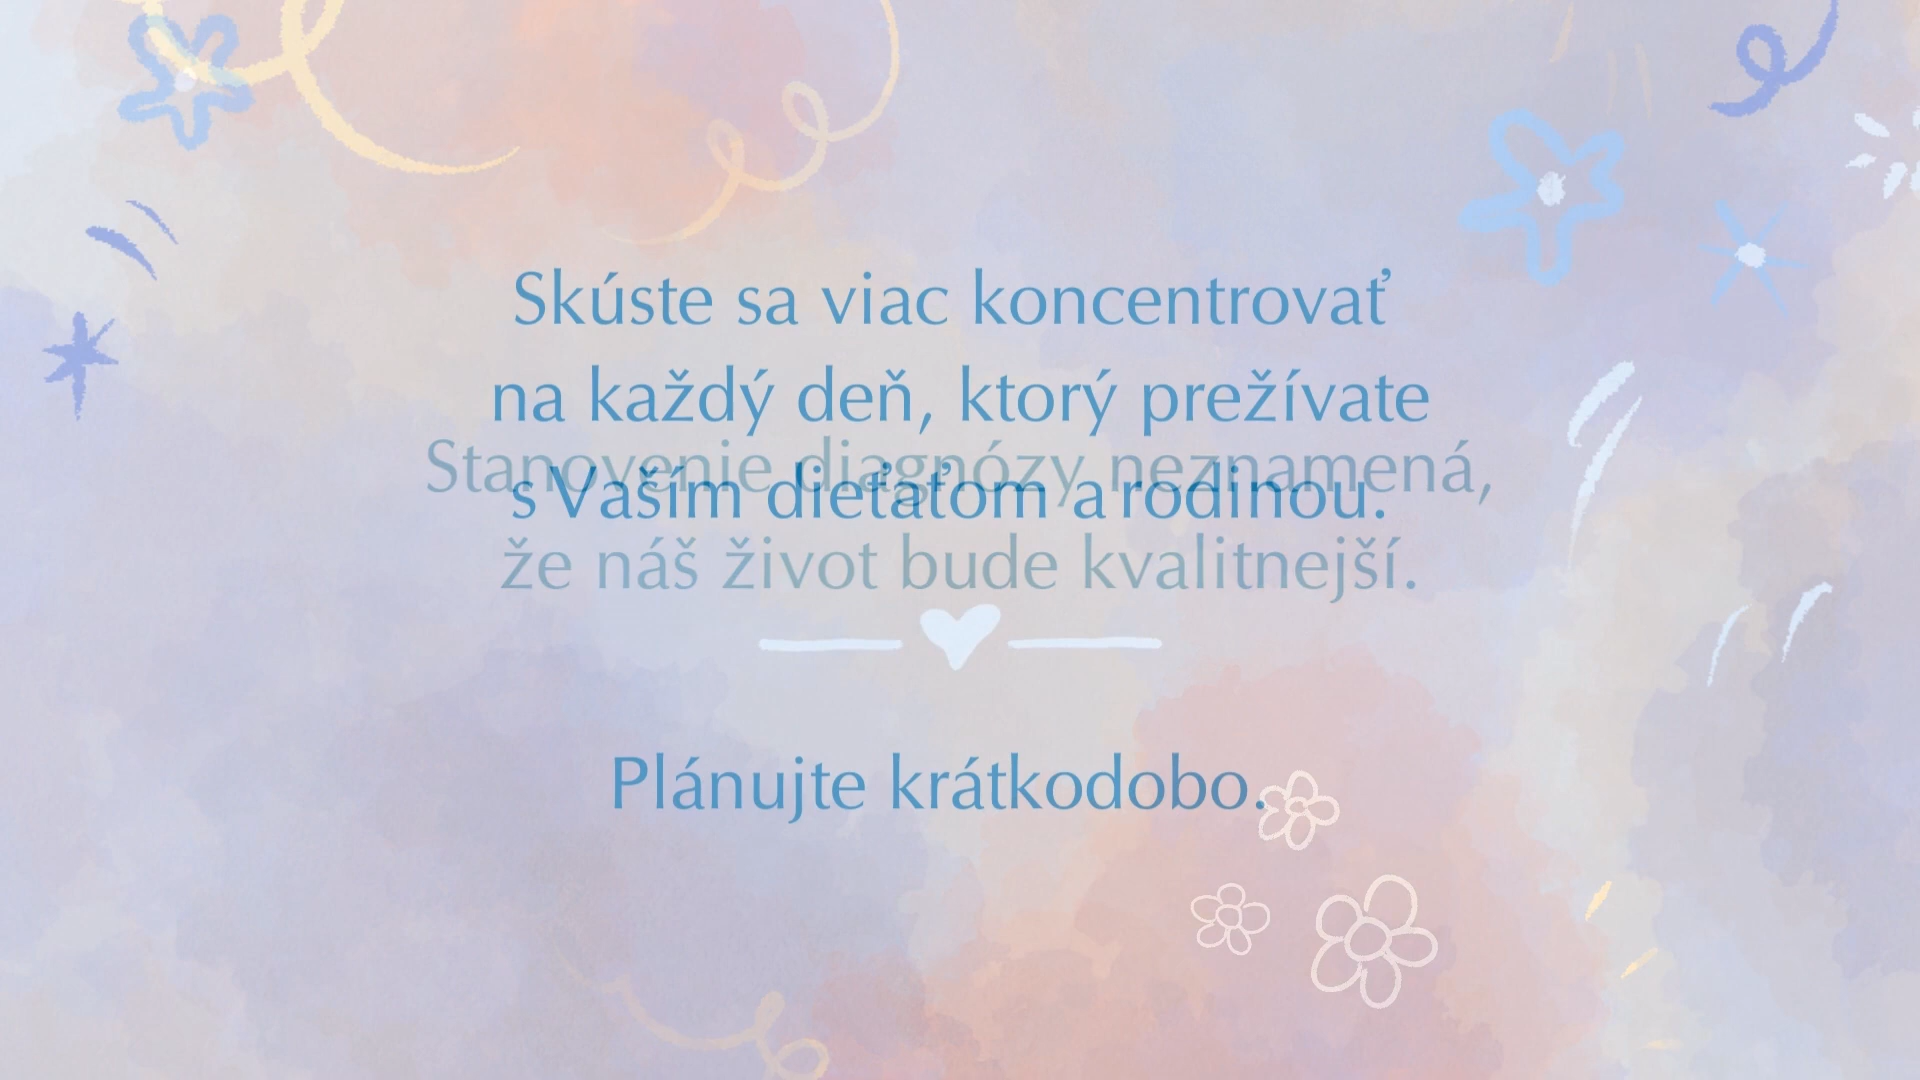 Skúste sa viac koncentrovať
na každý deň, ktorý prežívate
s Vaším dieťaťom a rodinou.
Stanovenie diagnózy neznamená,
že náš život bude kvalitnejší.
Plánujte krátkodobo.